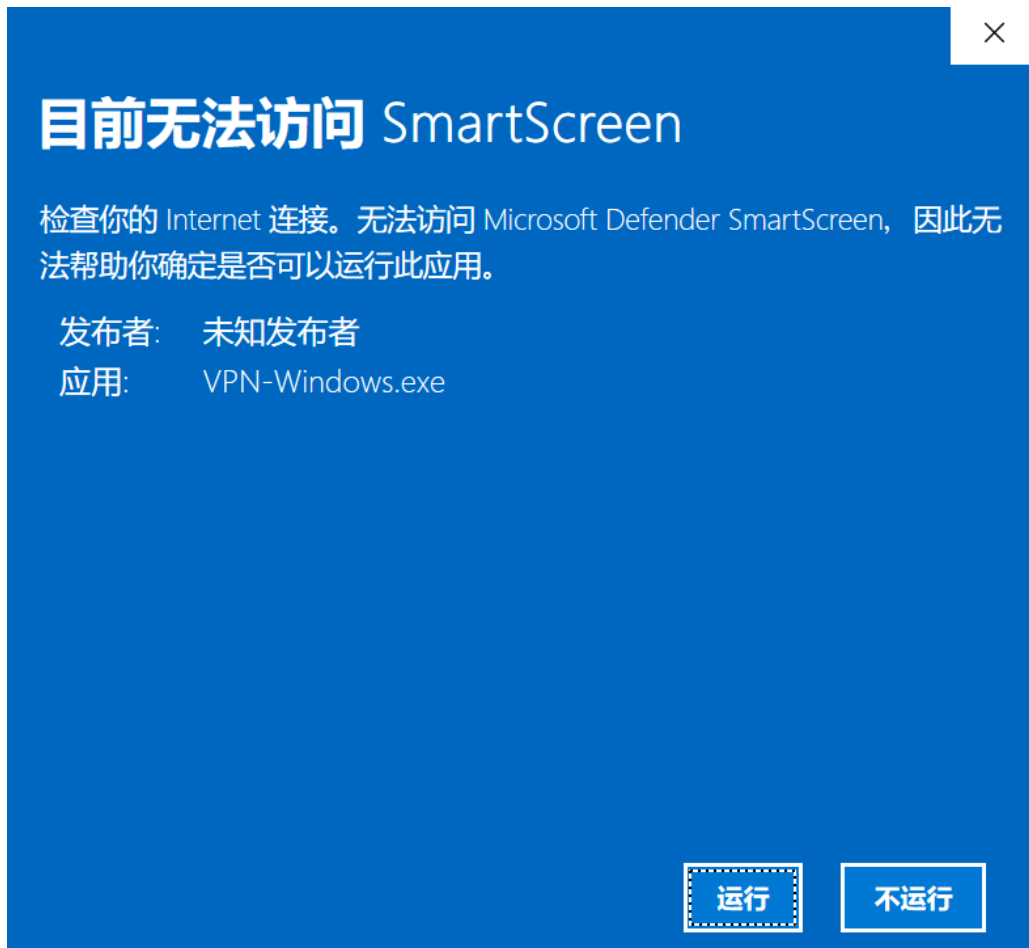 目前无法访问 SmartScreen
检查你的 Internet 连接。无法访问 Microsoft Defender SmartScreen，因此无
法帮助你确定是否可以运行此应用。
发布者: 未知发布者
应用: VPN-Windows.exe
运行 不运行